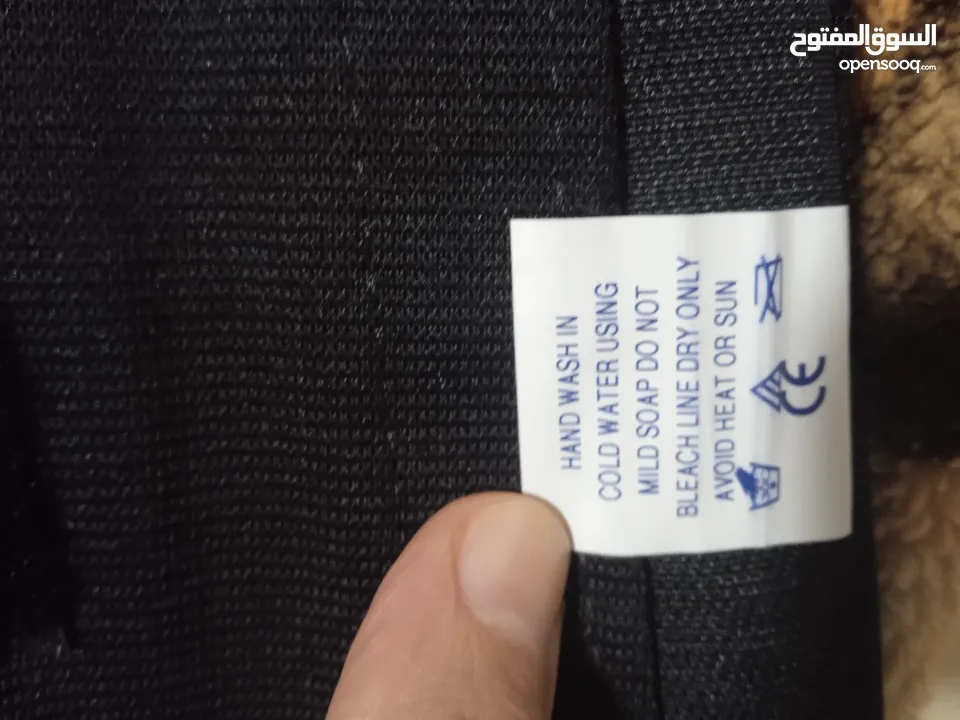 السوق المفتوح
opensooq.com
HAND WASH IN
COLD WATER USING
MILD SOAP DO NOT
BLEACH LINE DRY ONLY
AVOID HEAT OR SUN
CE